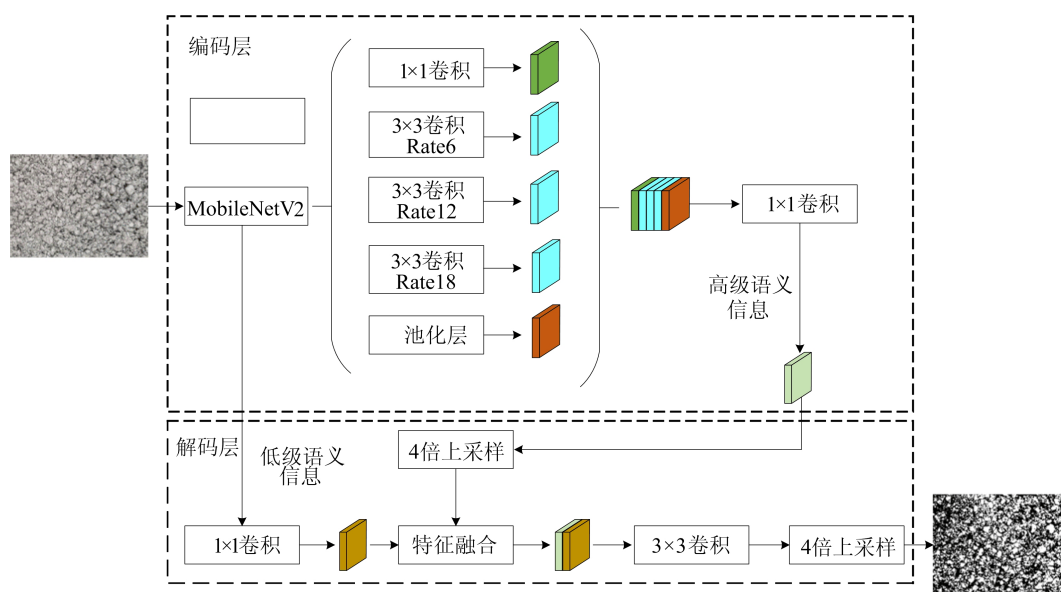 编码层
1×1卷积
3×3卷积
Rate6
MobileNetV2
3×3卷积
Rate12
1×1卷积
3×3卷积
Rate18
高级语义
信息
池化层
解码层
低级语义
信息
4倍上采样
1×1卷积
特征融合
3×3卷积
4倍上采样